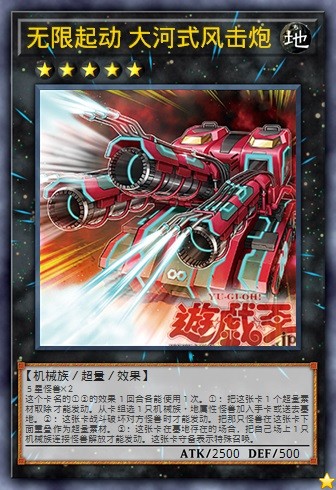 无限起动 大河式风击炮 地
YU-GI-OH!
遊戯王
【机械族／超量／效果】
５星怪兽×2
这个卡名的①②的效果１回合各能使用１次。①：把这张卡１个超量素
材取除才能发动。从卡组选１只机械族·地属性怪兽加入手卡或送去墓
地。②：这张卡战斗破坏对方怪兽时才能发动。把那只怪兽在这张卡下
面重叠作为超量素材。③：这张卡在墓地存在的场合，把自己场上１只
机械族连接怪兽解放才能发动。这张卡守备表示特殊召唤。
ATK/2500 DEF/500